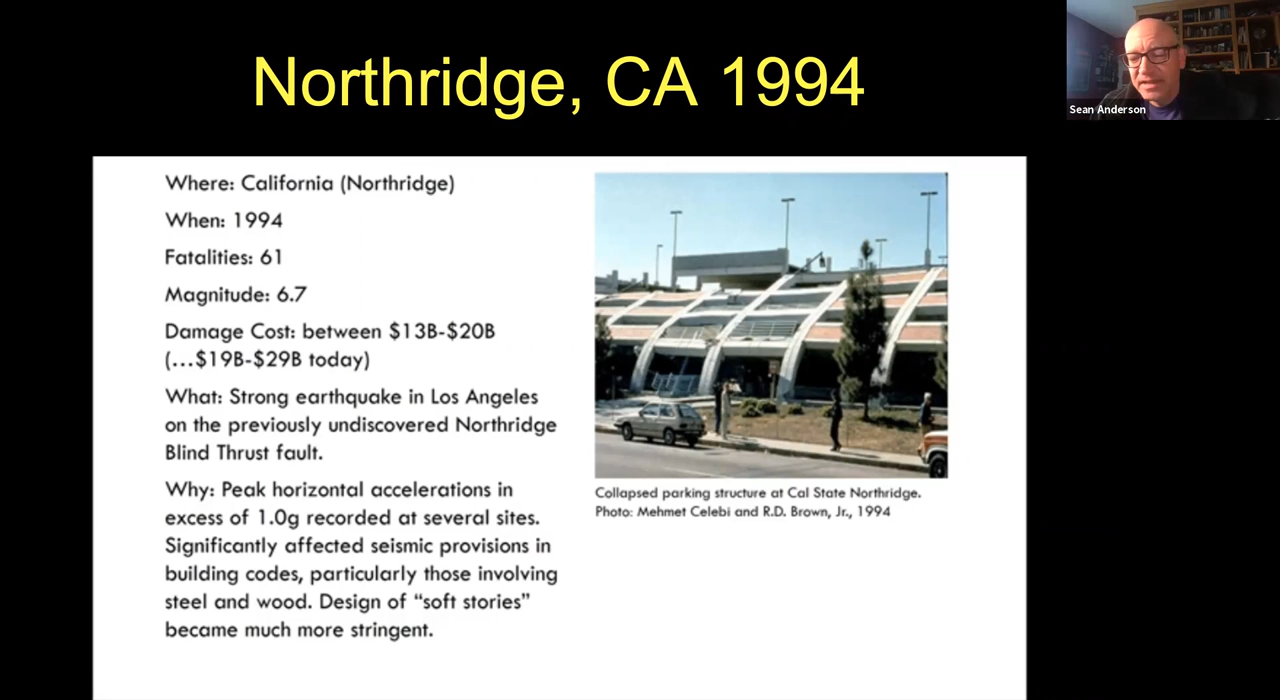 Northridge, CA 1994
Sean Anderson
Where: California (Northridge)
When: 1994
Fatalities: 61
Magnitude: 6.7
Damage Cost: between $13B-$20B
(...$19B-$29B today)
What: Strong earthquake in Los Angeles
on the previously undiscovered Northridge
Blind Thrust fault.
Why: Peak horizontal accelerations in
excess of 1.0g recorded at several sites.
Significantly affected seismic provisions in
building codes, particularly those involving
steel and wood. Design of “soft stories”
became much more stringent.
Collapsed parking structure at Cal State Northridge.
Photo: Mehmet Celebi and R.D. Brown, Jr., 1994